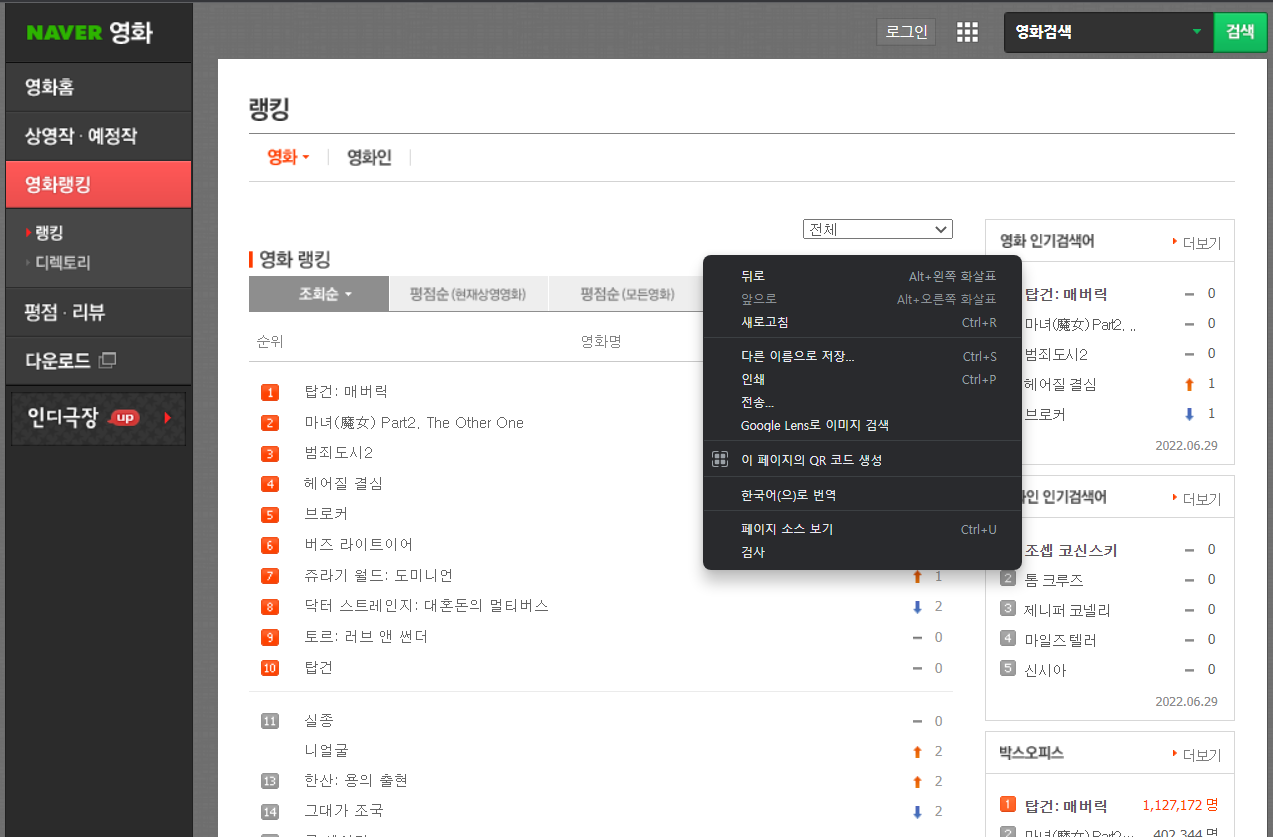 NAVER 영화
영화홈
상영작 · 예정작
영화랭킹
랭킹
디렉토리
평점 · 리뷰
다운로드
인디극장 up
로그인
영화검색
검색
랭킹
영화
영화인
전체
영화 랭킹
조회순
평점순 (현재상영영화)
평점순 (모든영화)
순위
영화명
1 탑건: 매버릭
2 마녀(魔女) Part2. The Other One
3 범죄도시2
4 헤어질 결심
5 브로커
6 버즈 라이트이어
7 쥬라기 월드: 도미니언 1
8 닥터 스트레인지: 대혼돈의 멀티버스 2
9 토르: 러브 앤 썬더 0
10 탑건 0
11 실종 0
니얼굴 2
13 한산: 용의 출현 2
14 그대가 조국 2
뒤로 Alt+왼쪽 화살표
앞으로 Alt+오른쪽 화살표
새로고침 Ctrl+R
다른 이름으로 저장... Ctrl+S
인쇄 Ctrl+P
전송...
Google Lens로 이미지 검색
이 페이지의 QR 코드 생성
한국어(으)로 번역
페이지 소스 보기 Ctrl+U
검사
영화 인기검색어 더보기
탑건: 매버릭 0
마녀(魔女) Part2. .. 0
범죄도시2 0
헤어질 결심 1
브로커 1
2022.06.29
인 인기검색어 더보기
조셉 코신스키 0
2 톰 크루즈 0
3 제니퍼 코넬리 0
4 마일즈 텔러 0
5 신시아 0
2022.06.29
박스오피스 더보기
1 탑건: 매버릭 1,127,172 명
2 마녀(魔女) Part2... 402,344 명